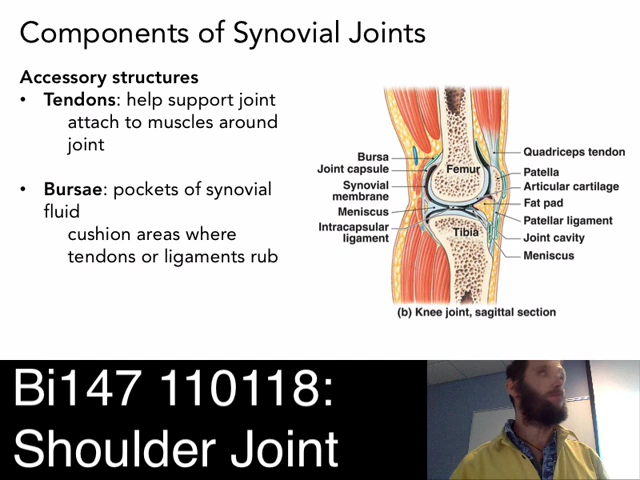 Components of Synovial Joints
Accessory structures
• Tendons: help support joint
attach to muscles around
joint
• Bursae: pockets of synovial
fluid
cushion areas where
tendons or ligaments rub
Bursa
Joint capsule
Synovial
membrane
Meniscus
Intracapsular
ligament
Femur
Tibia
Quadriceps tendon
Patella
Articular cartilage
Fat pad
Patellar ligament
Joint cavity
Meniscus
(b) Knee joint, sagittal section
Bi147 110118:
Shoulder Joint